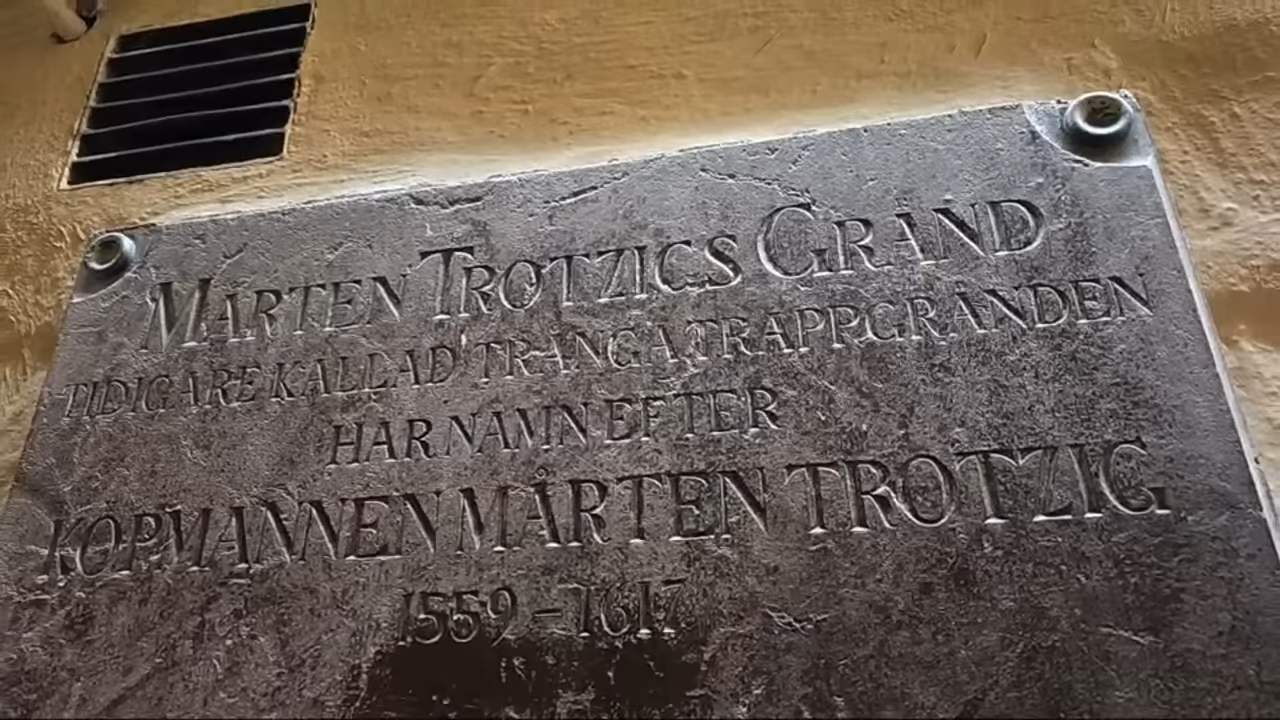 MÅRTEN TROTZIGS GRÄND
TIDIGARE KALLAD TRÅNGA TRAPPGRÄNDEN
HAR NAMN EFTER
KÖPMANNEN MÅRTEN TROTZIG
1559-1617